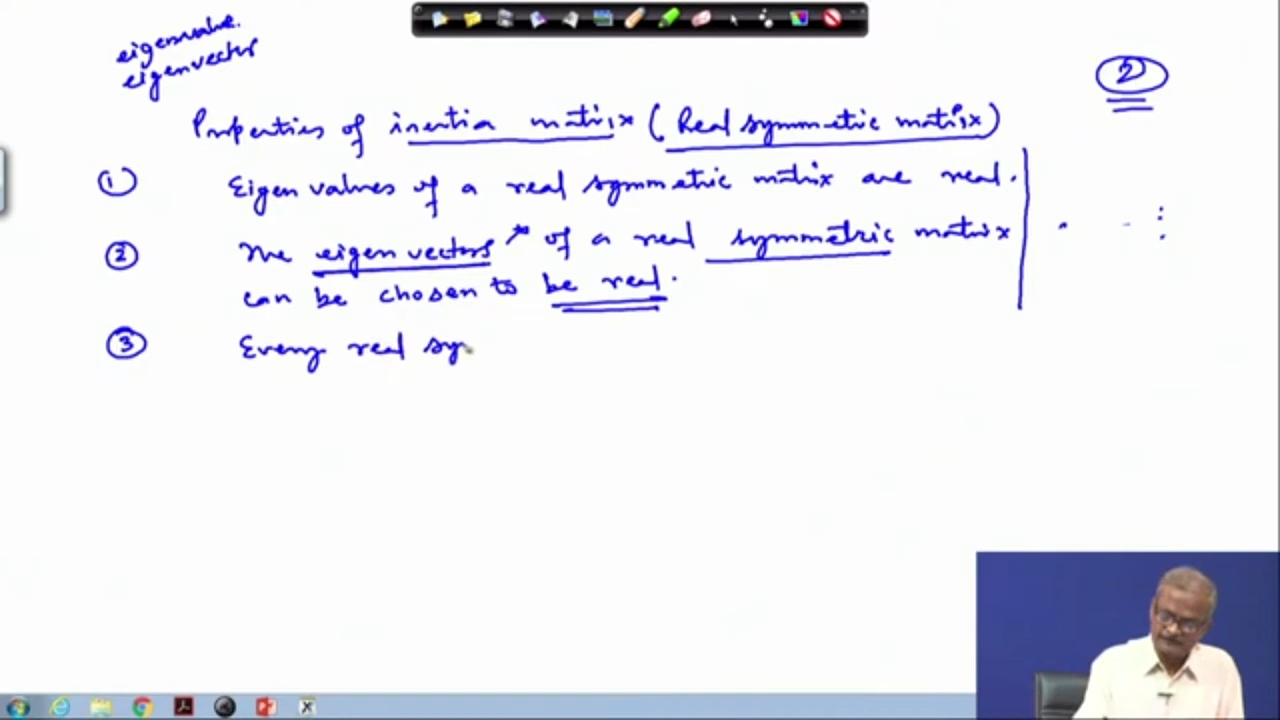 eigenvalue.
eigenvector
2
Properties of inertia matrix (Real symmetric matrix)
1 Eigen values of a real symmetric matrix are real.
2 The eigen vectors of a real symmetric matrix
can be chosen to be real.
3 Every real sy